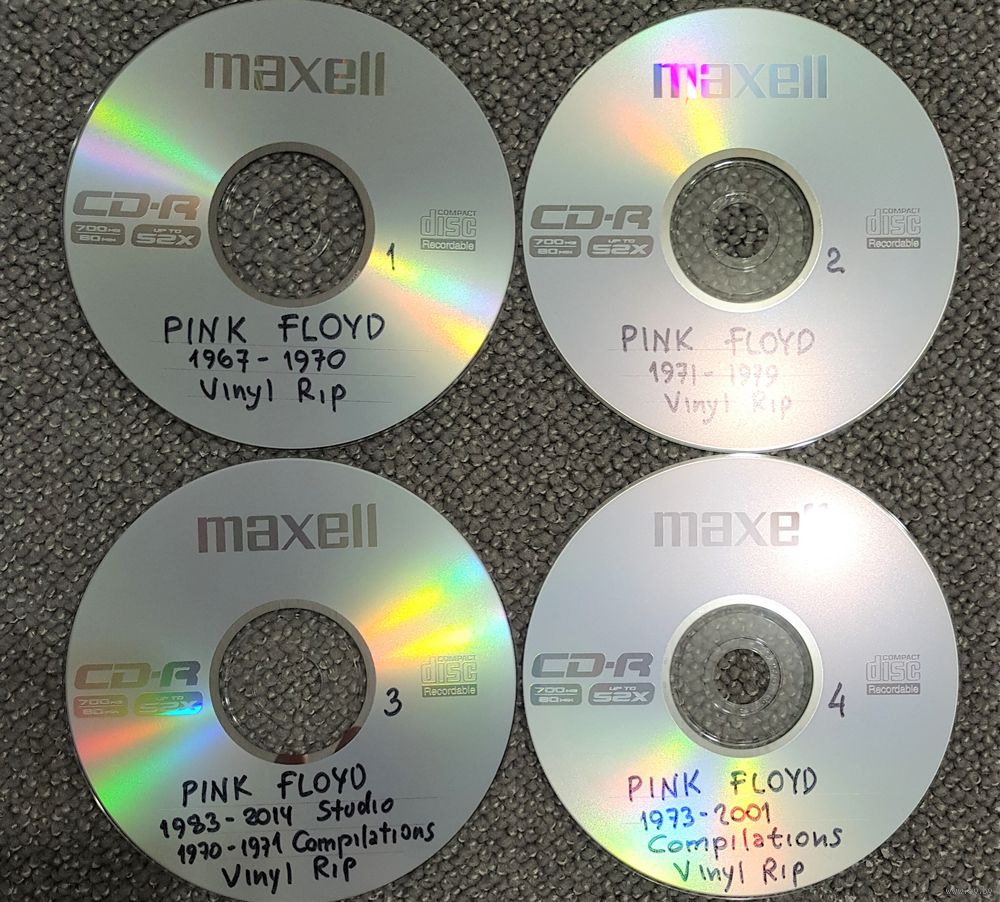 maxell
CD-R
700MB
80MIN
UP TO
52X
COMPACT
disc
Recordable
1
PINK FLOYD
1967 - 1970
Vinyl Rip
maxell
CD-R
700MB
80MIN
UP TO
52X
COMPACT
disc
Recordable
2
PINK FLOYD
1971 - 1979
Vinyl Rip
maxell
CD-R
700MB
80MIN
UP TO
52X
COMPACT
disc
Recordable
3
PINK FLOYD
1983 - 2014 Studio
1970 - 1971 Compilations
Vinyl Rip
CD-R
700MB
80MIN
UP TO
52X
COMPACT
disc
Recordable
4
PINK FLOYD
1973 - 2001
Compilations
Vinyl Rip